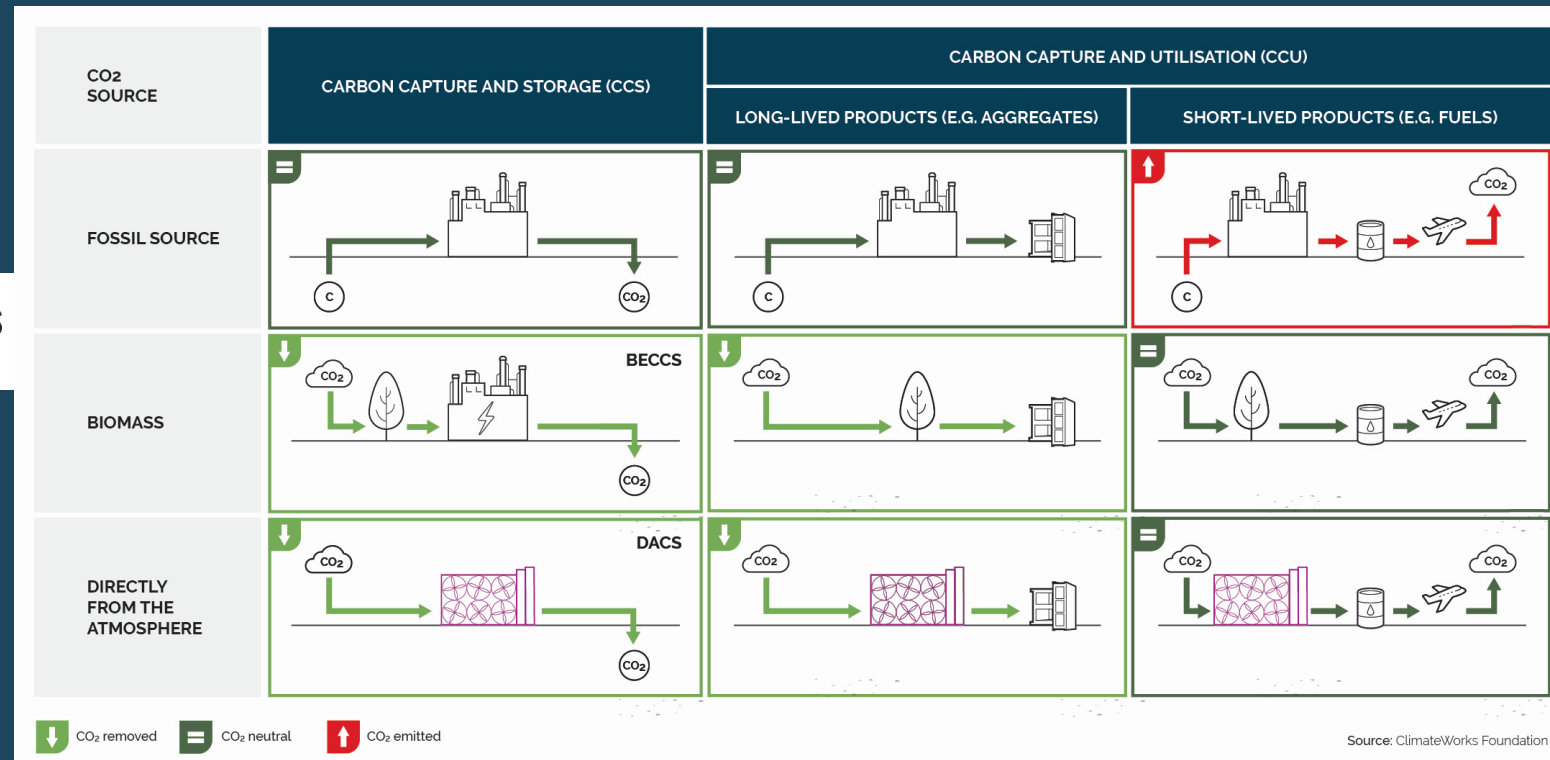 CO2
SOURCE
CARBON CAPTURE AND STORAGE (CCS)
CARBON CAPTURE AND UTILISATION (CCU)
LONG-LIVED PRODUCTS (E.G. AGGREGATES)
SHORT-LIVED PRODUCTS (E.G. FUELS)
FOSSIL SOURCE
C
CO2
C
C
CO2
BIOMASS
CO2
BECCS
CO2
CO2
CO2
CO2
DIRECTLY
FROM THE
ATMOSPHERE
CO2
DACS
CO2
CO2
CO2
CO2
CO₂ removed
CO₂ neutral
CO₂ emitted
Source: ClimateWorks Foundation